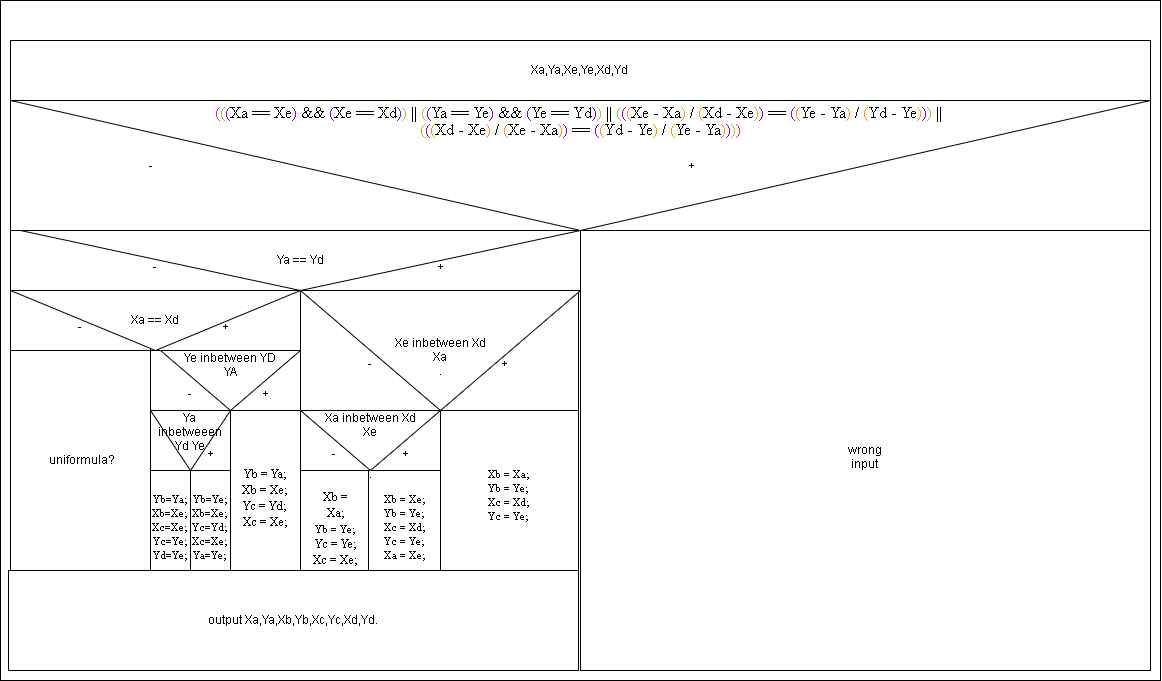 Xa,Ya,Xe,Ye,Xd,Yd
(((Xa == Xe) && (Xe == Xd)) || ((Ya == Ye) && (Ye == Yd)) || (((Xe - Xa) / (Xd - Xe)) == ((Ye - Ya) / (Yd - Ye))) ||
(((Xd - Xe) / (Xe - Xa)) == ((Yd - Ye) / (Ye - Ya))))
- +
Ya == Yd
- +
Xa == Xd
- +
Xe inbetween Xd
Xa
.
- +
Ye inbetween YD
YA
- +
Ya
inbetweeen
Yd Ye
+
Xa inbetween Xd
Xe
- +
.
uniformula?
Yb=Ya;
Xb=Xe;
Xc=Xe;
Yc=Ye;
Yd=Ye;
Yb=Ye;
Xb=Xe;
Yc=Yd;
Xc=Xe;
Ya=Ye;
Yb = Ya;
Xb = Xe;
Yc = Yd;
Xc = Xe;
Xb =
Xa;
Yb = Ye;
Yc = Ye;
Xc = Xe;
Xb = Xe;
Yb = Ye;
Xc = Xd;
Yc = Ye;
Xa = Xe;
Xb = Xa;
Yb = Ye;
Xc = Xd;
Yc = Ye;
wrong
input
output Xa,Ya,Xb,Yb,Xc,Yc,Xd,Yd.